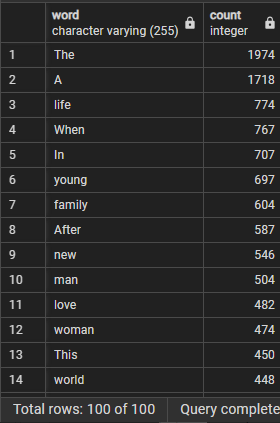 word count
character varying (255) integer
1 The 1974
2 A 1718
3 life 774
4 When 767
5 In 707
6 young 697
7 family 604
8 After 587
9 new 546
10 man 504
11 love 482
12 woman 474
13 This 450
14 world 448
Total rows: 100 of 100 Query complete